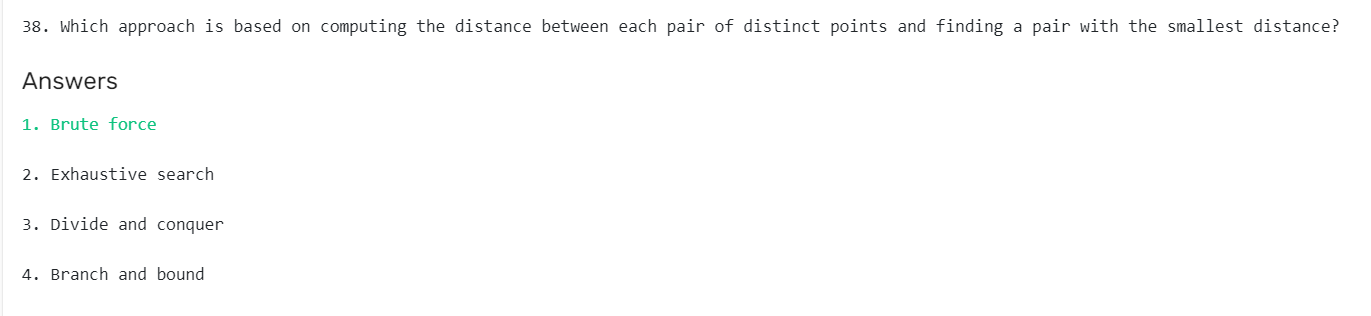 38. Which approach is based on computing the distance between each pair of distinct points and finding a pair with the smallest distance?
Answers
1. Brute force
2. Exhaustive search
3. Divide and conquer
4. Branch and bound